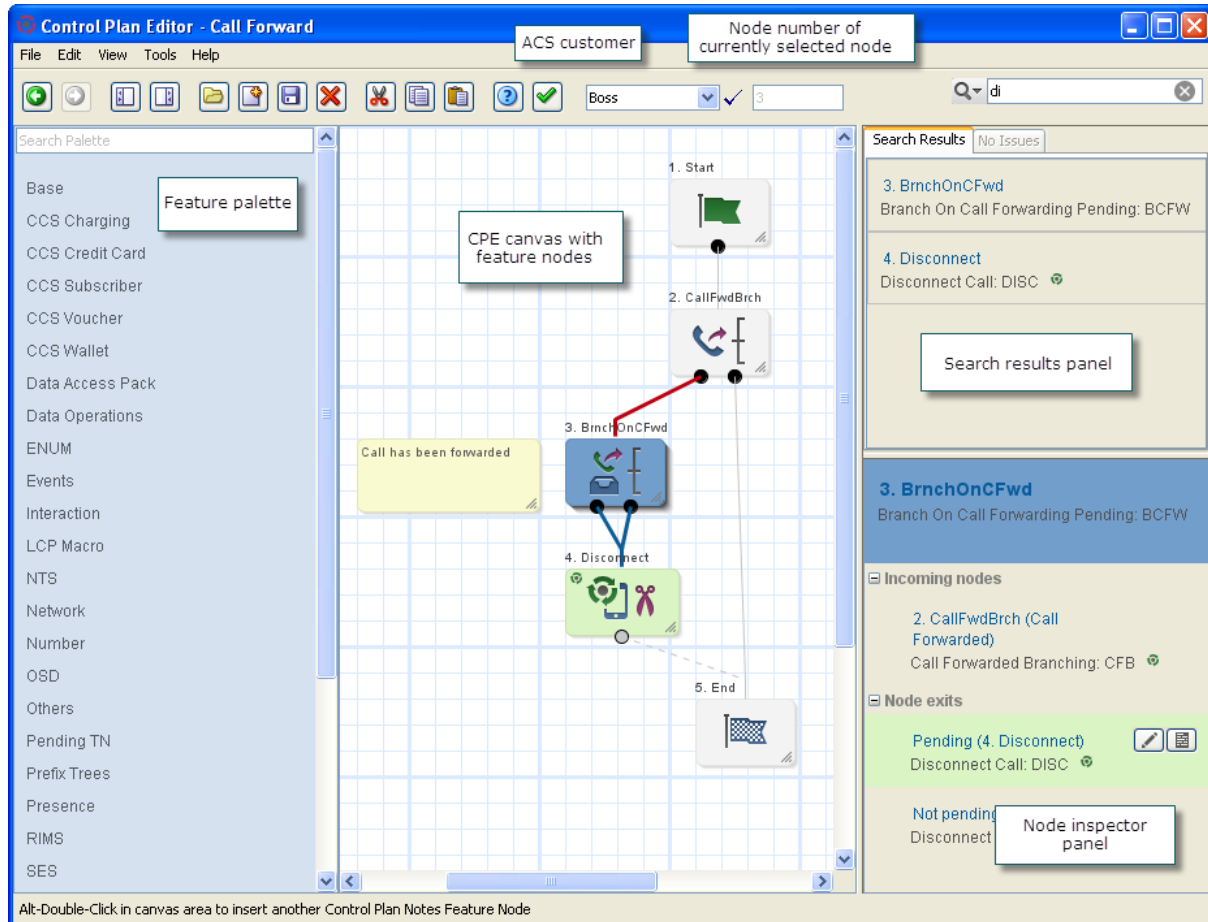 Control Plan Editor - Call Forward
File Edit View Tools Help
ACS customer
Node number of
currently selected node
Boss
3
di
Search Palette
Base
CCS Charging
CCS Credit Card
CCS Subscriber
CCS Voucher
CCS Wallet
Data Access Pack
Data Operations
ENUM
Events
Interaction
LCP Macro
NTS
Network
Number
OSD
Others
Pending TN
Prefix Trees
Presence
RIMS
SES
Feature palette
1. Start
CPE canvas with
feature nodes
2. CallFwdBrch
3. BrnchOnCFwd
Call has been forwarded
4. Disconnect
5. End
Search Results No Issues
3. BrnchOnCFwd
Branch On Call Forwarding Pending: BCFW
4. Disconnect
Disconnect Call: DISC
Search results panel
3. BrnchOnCFwd
Branch On Call Forwarding Pending: BCFW
Incoming nodes
2. CallFwdBrch (Call
Forwarded)
Call Forwarded Branching: CFB
Node exits
Pending (4. Disconnect)
Disconnect Call: DISC
Not pending
Disconnect
Node inspector
panel
Alt-Double-Click in canvas area to insert another Control Plan Notes Feature Node